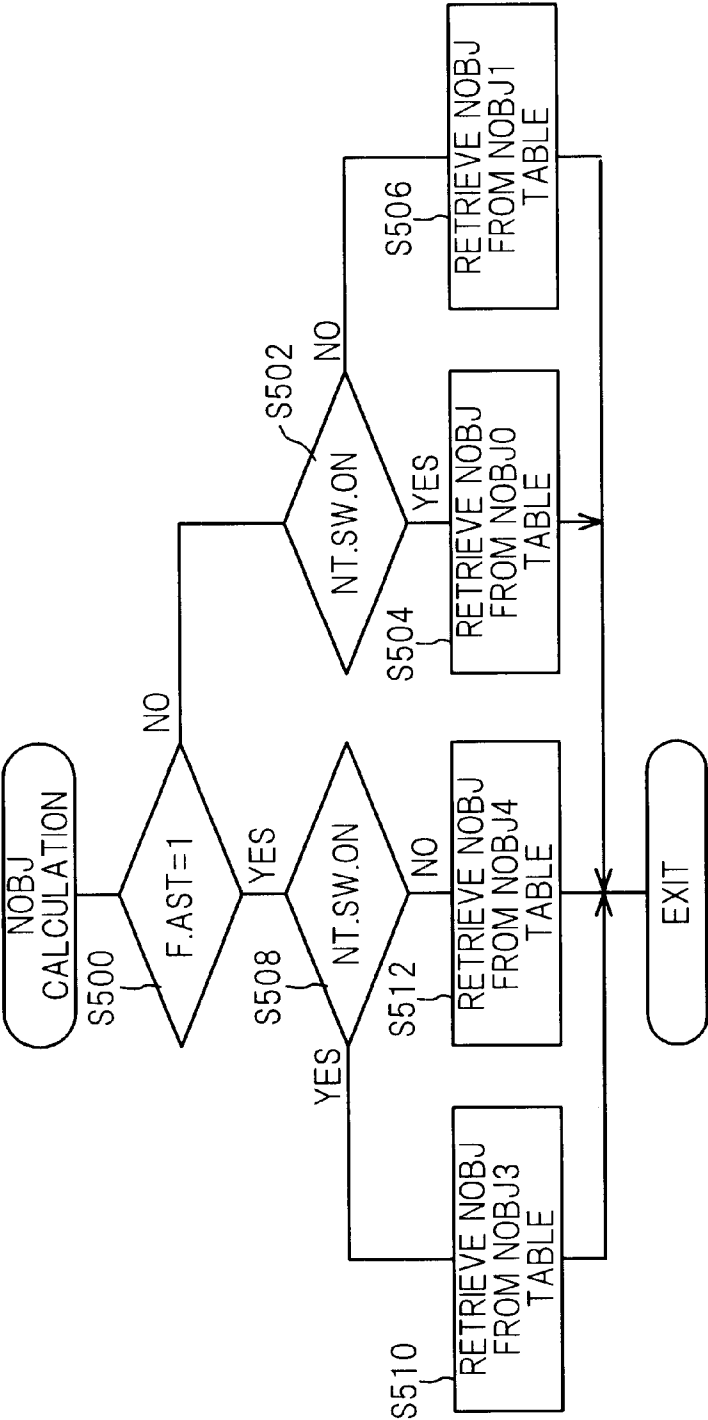 NOBJ
CALCULATION
S500
F.AST=1
NO
YES
S502
NT.SW.ON
NO
YES
S508
NT.SW.ON
YES
NO
S510
RETRIEVE NOBJ
FROM NOBJ3
TABLE
S512
RETRIEVE NOBJ
FROM NOBJ4
TABLE
S504
RETRIEVE NOBJ
FROM NOBJ0
TABLE
S506
RETRIEVE NOBJ
FROM NOBJ1
TABLE
EXIT